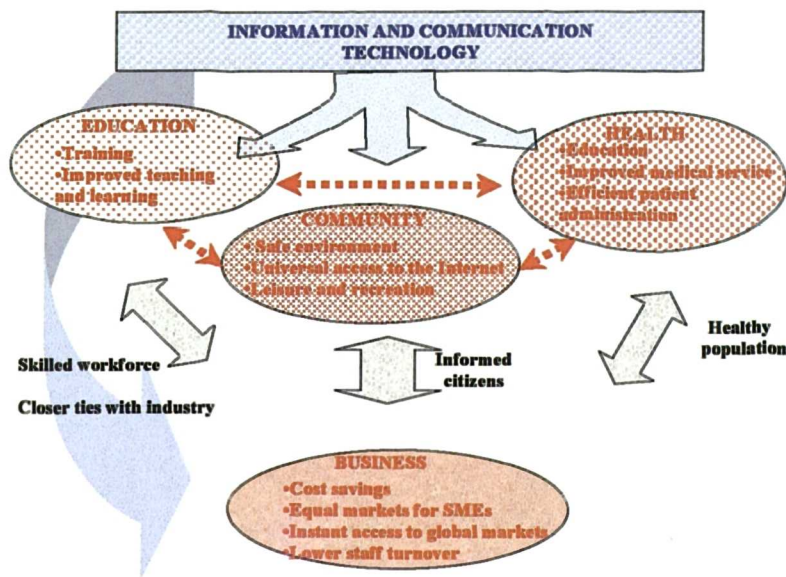 INFORMATION AND COMMUNICATION
TECHNOLOGY
EDUCATION
•Training
•Improved teaching
and learning
HEALTH
•Education
•Improved medical service
•Efficient patient
administration
COMMUNITY
• Safe environment
•Universal access to the Internet
•Leisure and recreation
Skilled workforce
Closer ties with industry
Informed
citizens
Healthy
population
BUSINESS
•Cost savings
•Equal markets for SMEs
•Instant access to global markets
•Lower staff turnover